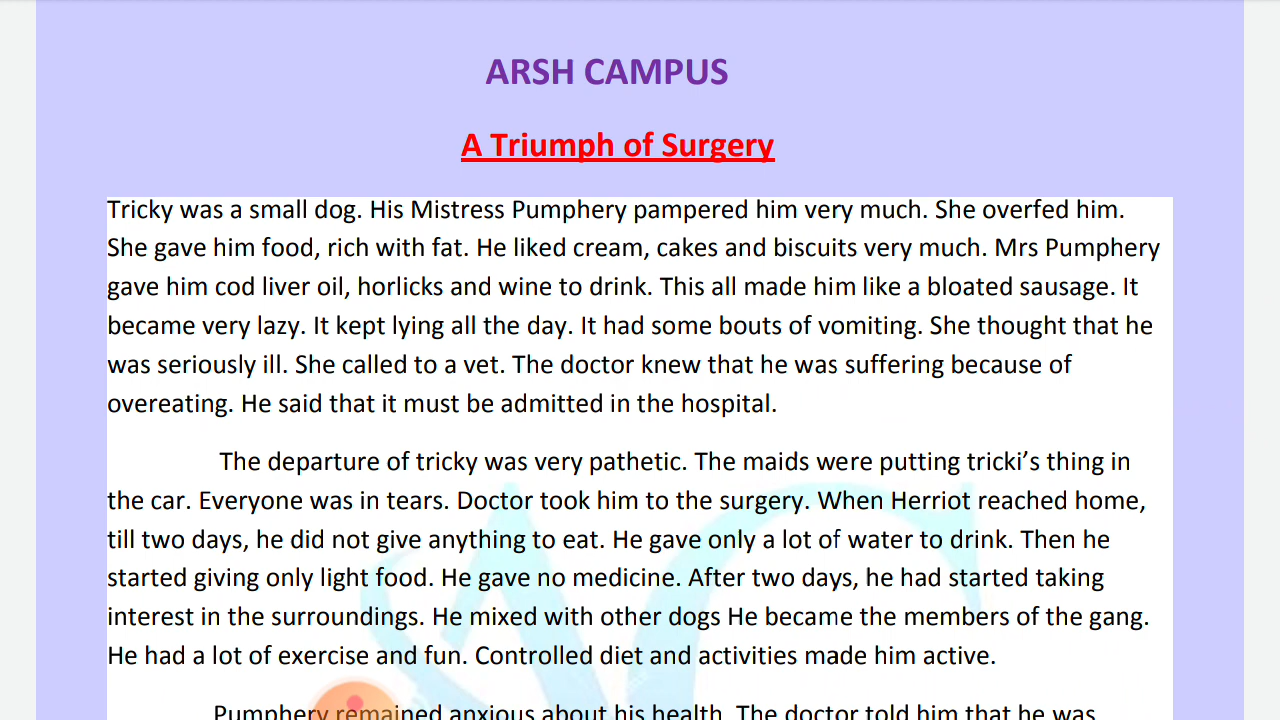 ARSH CAMPUS
A Triumph of Surgery
Tricky was a small dog. His Mistress Pumphery pampered him very much. She overfed him.
She gave him food, rich with fat. He liked cream, cakes and biscuits very much. Mrs Pumphery
gave him cod liver oil, horlicks and wine to drink. This all made him like a bloated sausage. It
became very lazy. It kept lying all the day. It had some bouts of vomiting. She thought that he
was seriously ill. She called to a vet. The doctor knew that he was suffering because of
overeating. He said that it must be admitted in the hospital.
The departure of tricky was very pathetic. The maids were putting tricki’s thing in
the car. Everyone was in tears. Doctor took him to the surgery. When Herriot reached home,
till two days, he did not give anything to eat. He gave only a lot of water to drink. Then he
started giving only light food. He gave no medicine. After two days, he had started taking
interest in the surroundings. He mixed with other dogs He became the members of the gang.
He had a lot of exercise and fun. Controlled diet and activities made him active.
Pumphery remained anxious about his health. The doctor told him that he was